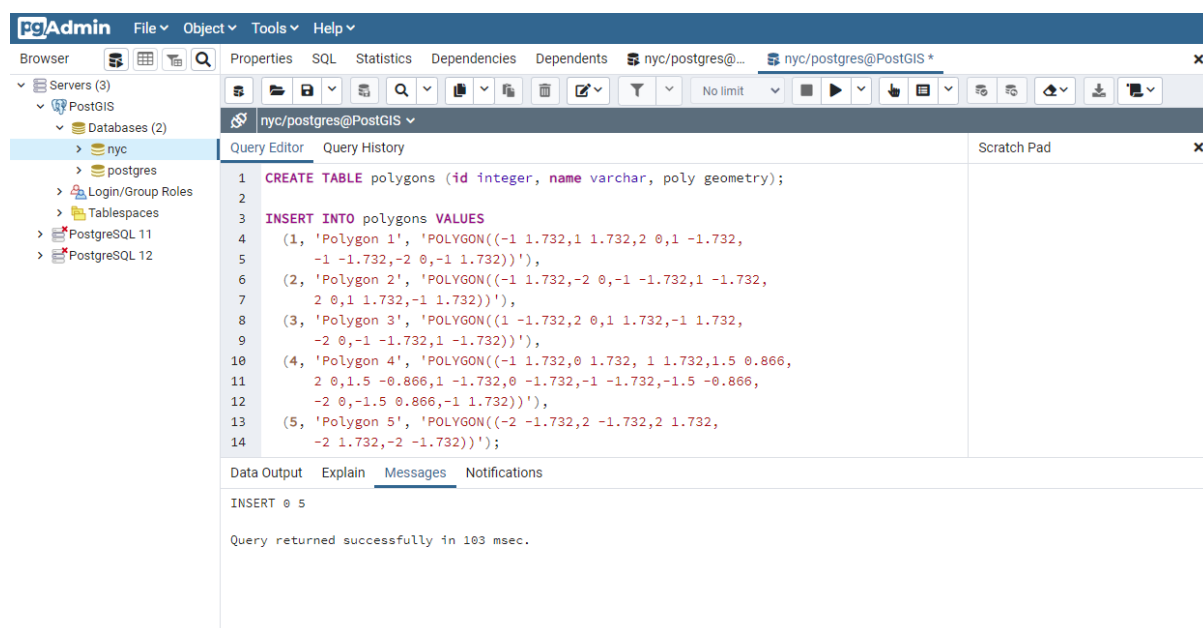 pgAdmin File Object Tools Help
Browser
Properties SQL Statistics Dependencies Dependents nyc/postgres@... nyc/postgres@PostGIS *
Servers (3)
PostGIS
Databases (2)
nyc
postgres
Login/Group Roles
Tablespaces
PostgreSQL 11
PostgreSQL 12
No limit
nyc/postgres@PostGIS
Query Editor Query History
Scratch Pad
1 CREATE TABLE polygons (id integer, name varchar, poly geometry);
2
3 INSERT INTO polygons VALUES
4 (1, 'Polygon 1', 'POLYGON((-1 1.732,1 1.732,2 0,1 -1.732,
5 -1 -1.732,-2 0,-1 1.732))'),
6 (2, 'Polygon 2', 'POLYGON((-1 1.732,-2 0,-1 -1.732,1 -1.732,
7 2 0,1 1.732,-1 1.732))'),
8 (3, 'Polygon 3', 'POLYGON((1 -1.732,2 0,1 1.732,-1 1.732,
9 -2 0,-1 -1.732,1 -1.732))'),
10 (4, 'Polygon 4', 'POLYGON((-1 1.732,0 1.732, 1 1.732,1.5 0.866,
11 2 0,1.5 -0.866,1 -1.732,0 -1.732,-1 -1.732,-1.5 -0.866,
12 -2 0,-1.5 0.866,-1 1.732))'),
13 (5, 'Polygon 5', 'POLYGON((-2 -1.732,2 -1.732,2 1.732,
14 -2 1.732,-2 -1.732))');
Data Output Explain Messages Notifications
INSERT 0 5
Query returned successfully in 103 msec.